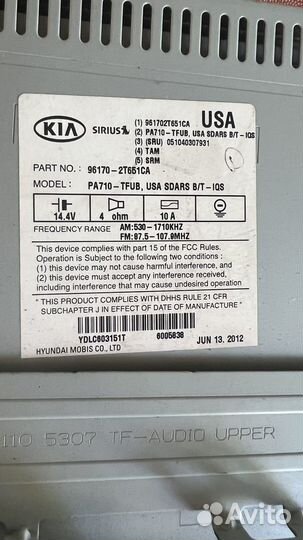 KIA SIRIUS (1) 961702T651CA USA
(2) PA710-TFUB, USA SDARS B/T-IQS
(3) (SRU) 051040307931
(4) TAM
(5) SRM
PART NO. : 96170-2T651CA
MODEL : PA710-TFUB, USA SDARS B/T-IQS
14.4V 4 ohm 10 A
FREQUENCY RANGE AM:530-1710KHZ
FM:87.5-107.9MHZ
This device complies with part 15 of the FCC Rules.
Operation is Subject to the following two conditions :
(1) this device may not cause harmful interference, and
(2) this device must accept any interference received,
including interference that may cause undesired operation
"THIS PRODUCT COMPLIES WITH DHHS RULE 21 CFR
SUBCHAPTER J IN EFFECT OF DATE OF MANUFACTURE"
YDLC603151T 6005838
HYUNDAI MOBIS CO., LTD JUN 13. 2012
110 5307 TF-AUDIO UPPER
Avito